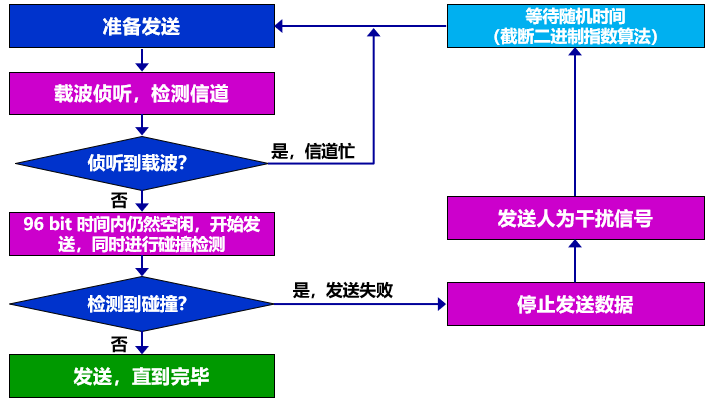 准备发送
等待随机时间
（截断二进制指数算法）
载波侦听，检测信道
侦听到载波？
是，信道忙
否
96 bit 时间内仍然空闲，开始发
送，同时进行碰撞检测
发送人为干扰信号
检测到碰撞？
是，发送失败
停止发送数据
否
发送，直到完毕